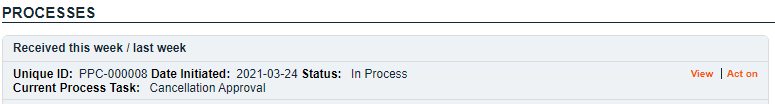 PROCESSES
Received this week / last week
Unique ID: PPC-000008 Date Initiated: 2021-03-24 Status: In Process View | Act on
Current Process Task: Cancellation Approval